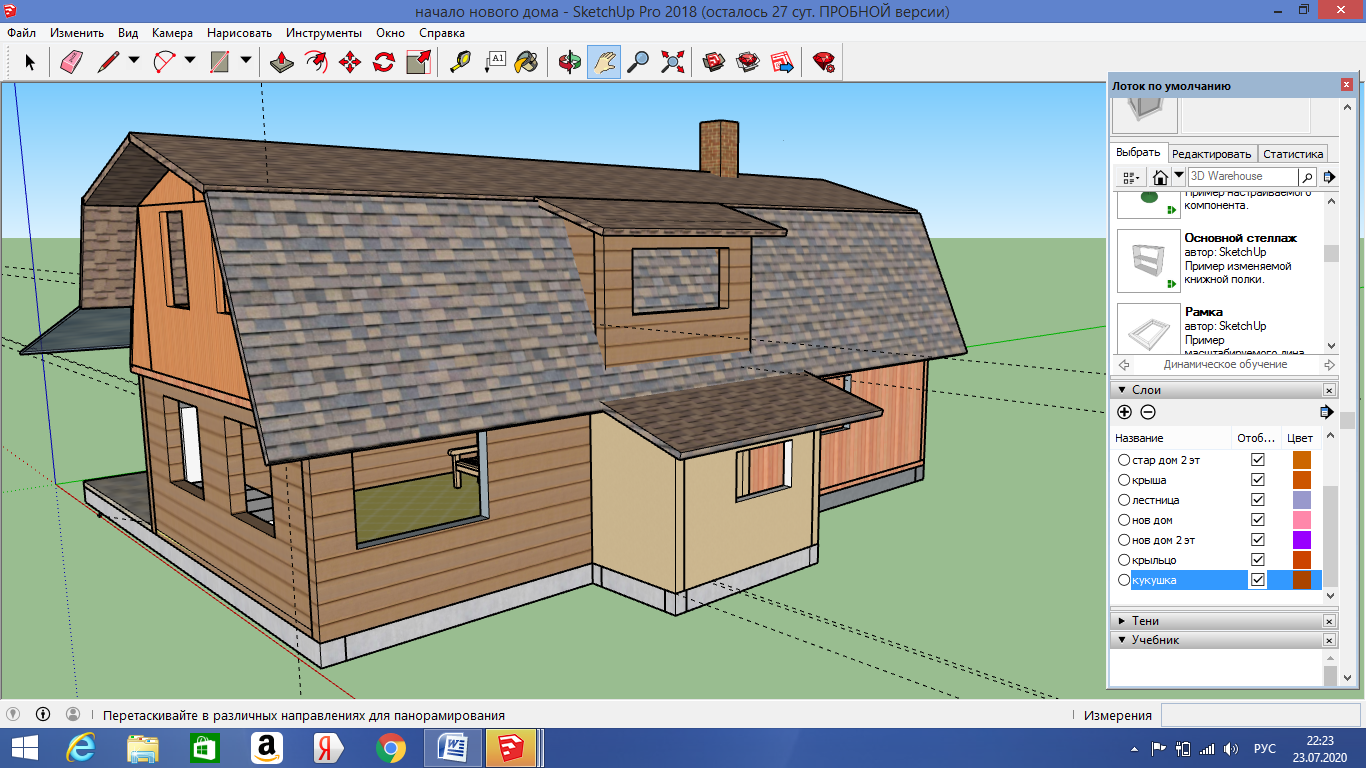 начало нового дома - SketchUp Pro 2018 (осталось 27 сут. ПРОБНОЙ версии)
Файл Изменить Вид Камера Нарисовать Инструменты Окно Справка
A1
Лоток по умолчанию
Выбрать Редактировать Статистика
3D Warehouse
Пример настраиваемого
компонента.
Основной стеллаж
автор: SketchUp
Пример изменяемой
книжной полки.
Рамка
автор: SketchUp
Пример
масштабируемого дина
Динамическое обучение
Слои
Название Отоб... Цвет
стар дом 2 эт
крыша
лестница
нов дом
нов дом 2 эт
крыльцо
кукушка
Тени
Учебник
Перетаскивайте в различных направлениях для панорамирования
Измерения
РУС
22:23
23.07.2020